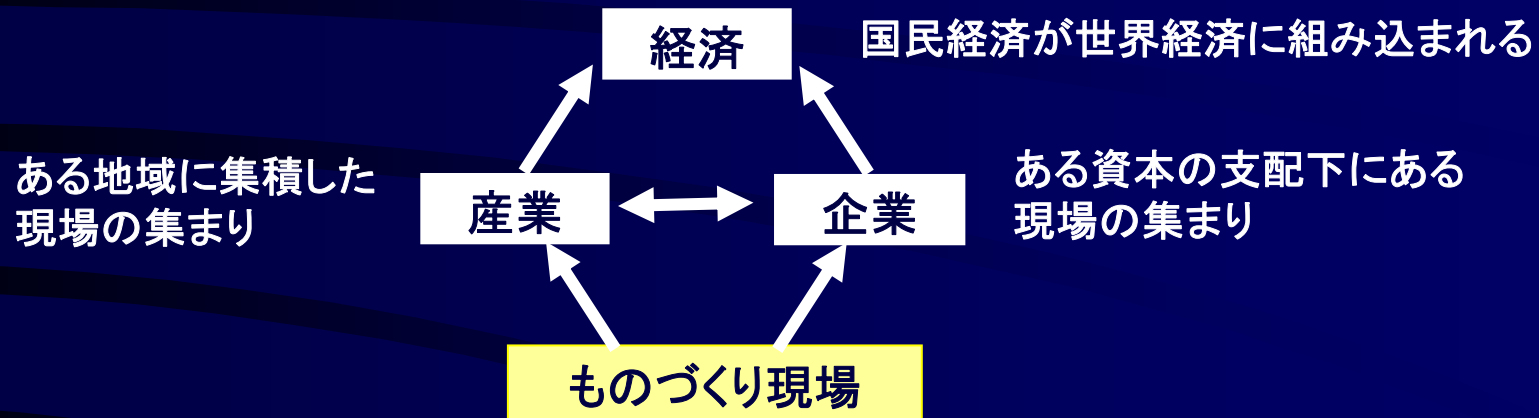 経済
国民経済が世界経済に組み込まれる
ある地域に集積した
現場の集まり
産業
企業
ある資本の支配下にある
現場の集まり
ものづくり現場